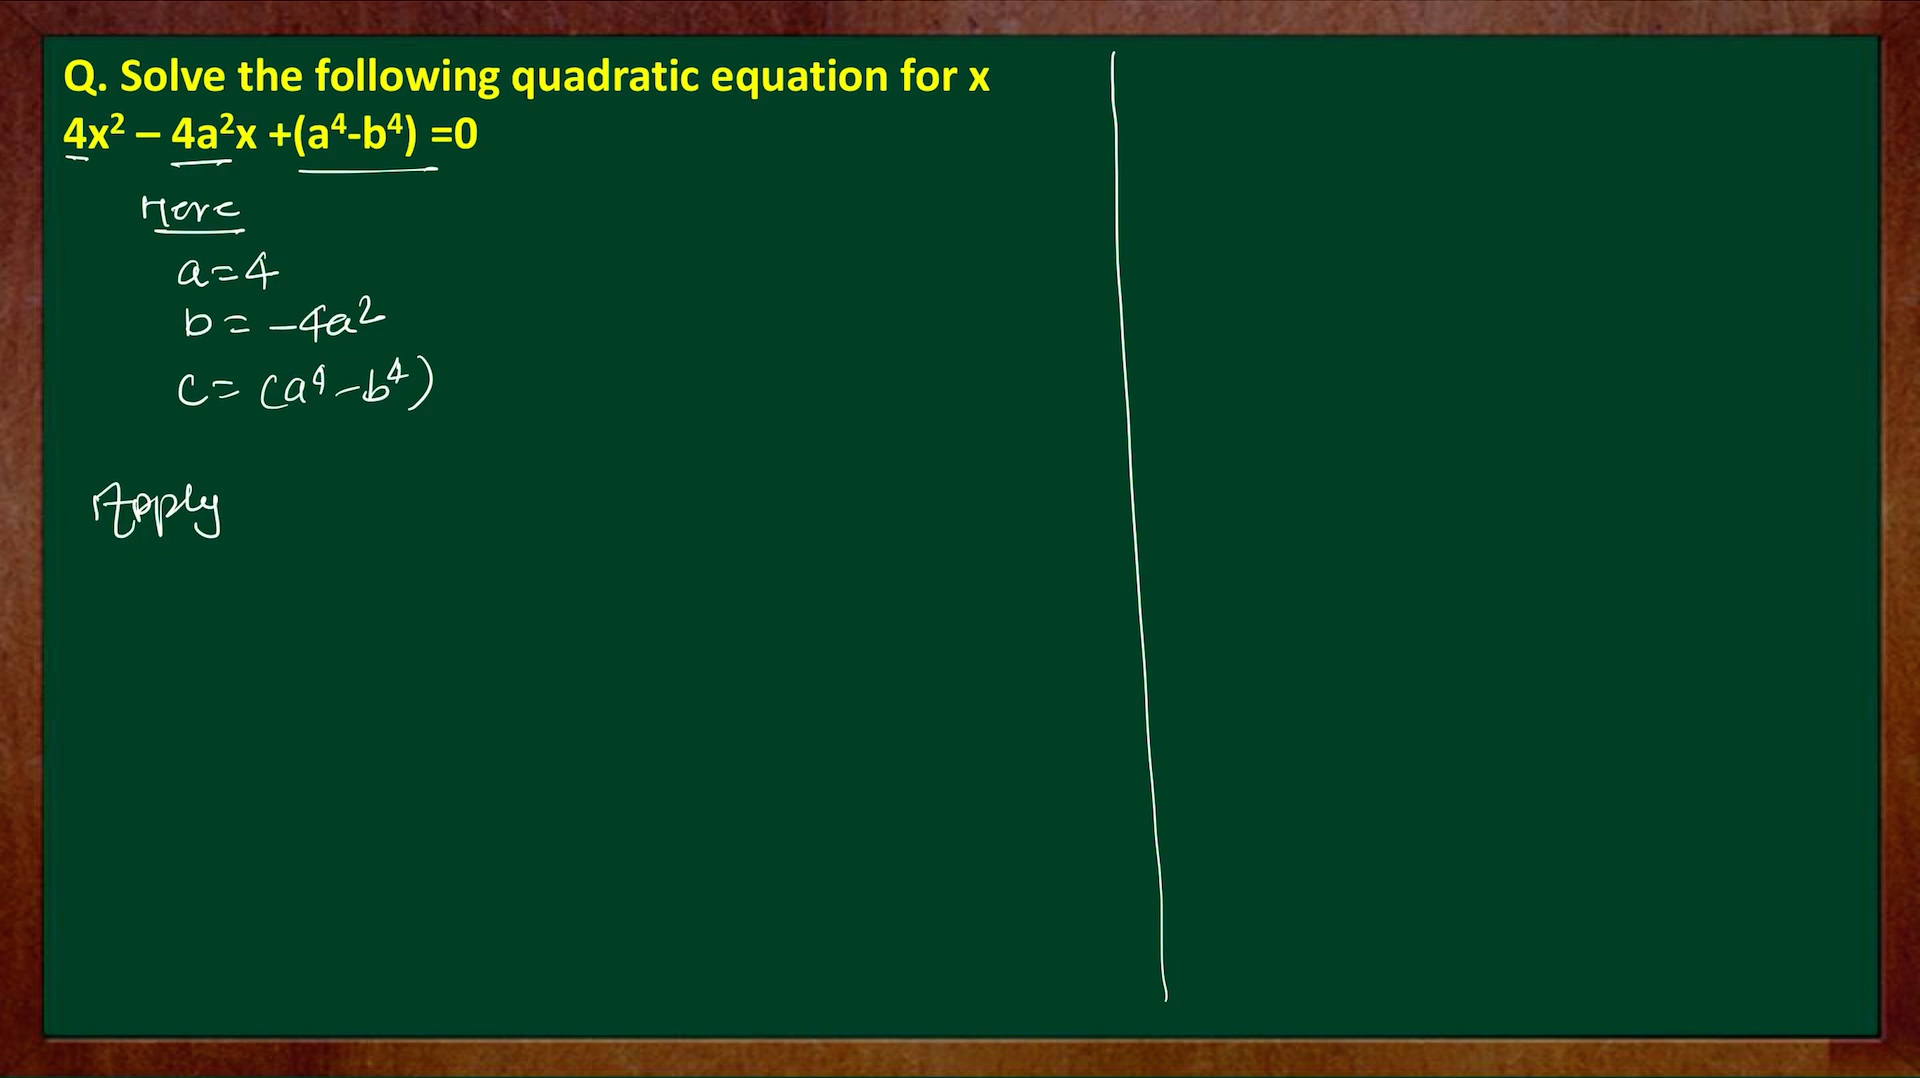 Q. Solve the following quadratic equation for x
4x² – 4a²x +(a⁴-b⁴) =0
Here
a=4
b= -4a²
c= (a⁴-b⁴)
Apply